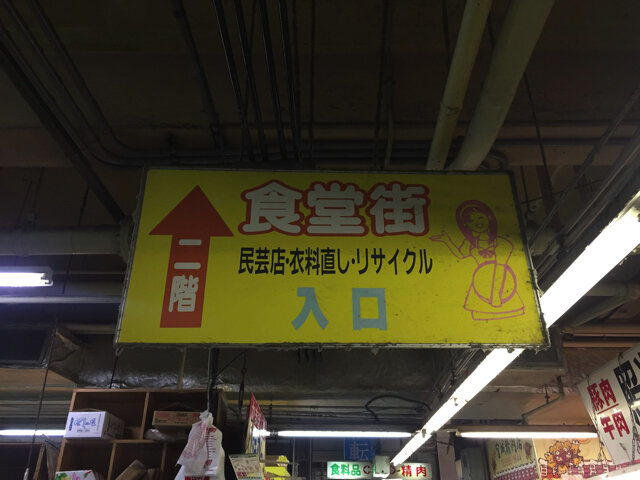 食堂街
二階
民芸店・衣料直し・リサイクル
入口
豚肉
牛肉
食料品
精肉